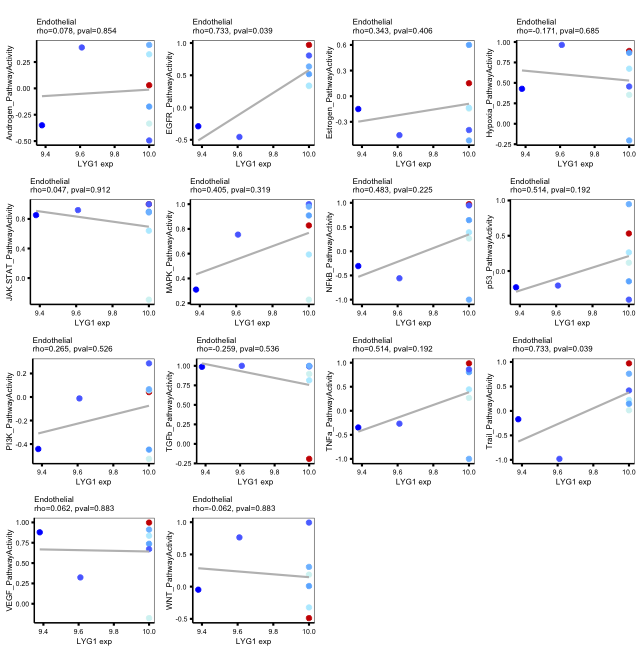 Endothelial
rho=0.078, pval=0.854
Androgen_PathwayActivity
0.25
0.00
-0.25
-0.50
9.4
9.6
9.8
10.0
LYG1 exp
Endothelial
rho=0.733, pval=0.039
EGFR_PathwayActivity
1.0
0.5
0.0
-0.5
9.4
9.6
9.8
10.0
LYG1 exp
Endothelial
rho=0.343, pval=0.406
Estrogen_PathwayActivity
0.6
0.3
0.0
-0.3
9.4
9.6
9.8
10.0
LYG1 exp
Endothelial
rho=-0.171, pval=0.685
Hypoxia_PathwayActivity
1.00
0.75
0.50
0.25
0.00
-0.25
9.4
9.6
9.8
10.0
LYG1 exp
Endothelial
rho=0.047, pval=0.912
JAK-STAT_PathwayActivity
0.8
0.4
0.0
9.4
9.6
9.8
10.0
LYG1 exp
Endothelial
rho=0.405, pval=0.319
MAPK_PathwayActivity
1.0
0.8
0.6
0.4
0.2
9.4
9.6
9.8
10.0
LYG1 exp
Endothelial
rho=0.483, pval=0.225
NFkB_PathwayActivity
1.0
0.5
0.0
-0.5
-1.0
9.4
9.6
9.8
10.0
LYG1 exp
Endothelial
rho=0.514, pval=0.192
p53_PathwayActivity
1.0
0.5
0.0
9.4
9.6
9.8
10.0
LYG1 exp
Endothelial
rho=0.265, pval=0.526
PI3K_PathwayActivity
0.2
0.0
-0.2
-0.4
9.4
9.6
9.8
10.0
LYG1 exp
Endothelial
rho=-0.259, pval=0.536
TGFb_PathwayActivity
1.00
0.75
0.50
0.25
0.00
-0.25
9.4
9.6
9.8
10.0
LYG1 exp
Endothelial
rho=0.514, pval=0.192
TNFa_PathwayActivity
1.0
0.5
0.0
-0.5
-1.0
9.4
9.6
9.8
10.0
LYG1 exp
Endothelial
rho=0.733, pval=0.039
Trail_PathwayActivity
1.0
0.5
0.0
-0.5
-1.0
9.4
9.6
9.8
10.0
LYG1 exp
Endothelial
rho=0.062, pval=0.883
VEGF_PathwayActivity
1.00
0.75
0.50
0.25
0.00
9.4
9.6
9.8
10.0
LYG1 exp
Endothelial
rho=-0.062, pval=0.883
WNT_PathwayActivity
1.0
0.5
0.0
-0.5
9.4
9.6
9.8
10.0
LYG1 exp